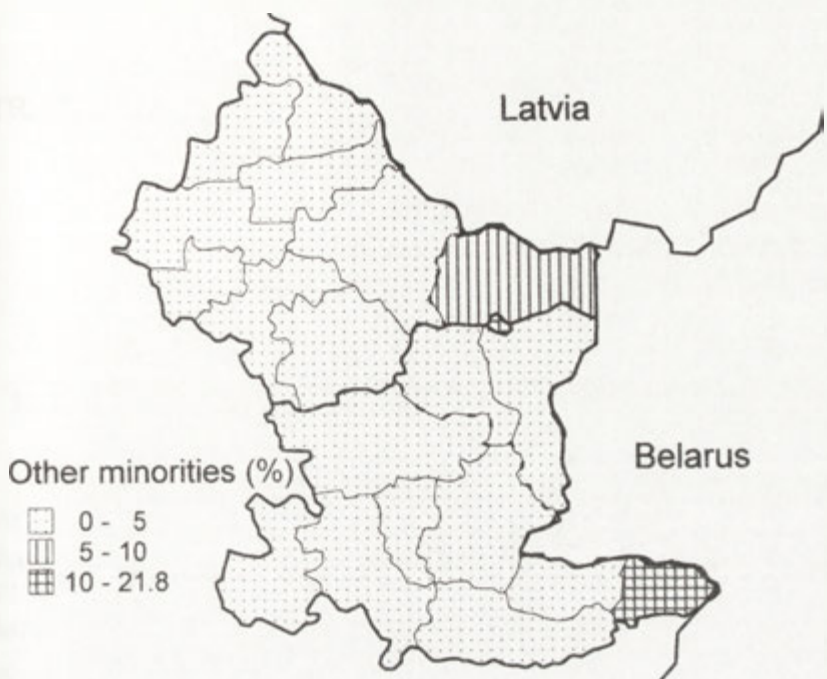 Latvia
Belarus
Other minorities (%)
0 - 5
5 - 10
10 - 21.8